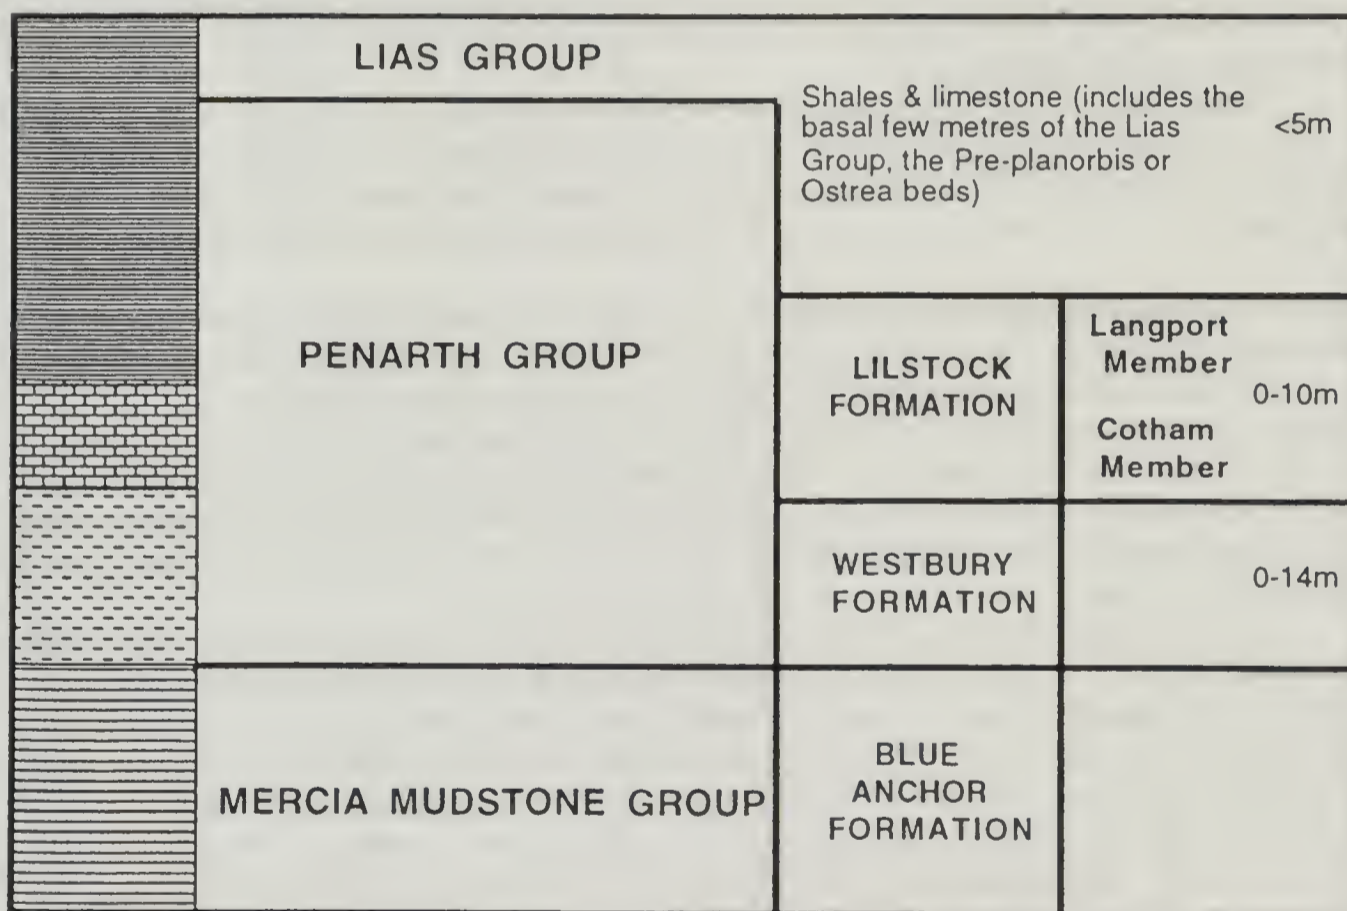 LIAS GROUP
Shales & limestone (includes the
basal few metres of the Lias <5m
Group, the Pre-planorbis or
Ostrea beds)
PENARTH GROUP
LILSTOCK
FORMATION
Langport
Member
0-10m
Cotham
Member
WESTBURY
FORMATION
0-14m
MERCIA MUDSTONE GROUP
BLUE
ANCHOR
FORMATION